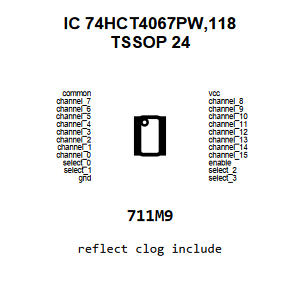 IC 74HCT4067PW,118
TSSOP 24
common
channel_7
channel_6
channel_5
channel_4
channel_3
channel_2
channel_1
channel_0
select_0
select_1
gnd
vcc
channel_8
channel_9
channel_10
channel_11
channel_12
channel_13
channel_14
channel_15
enable
select_2
select_3
711M9
reflect clog include